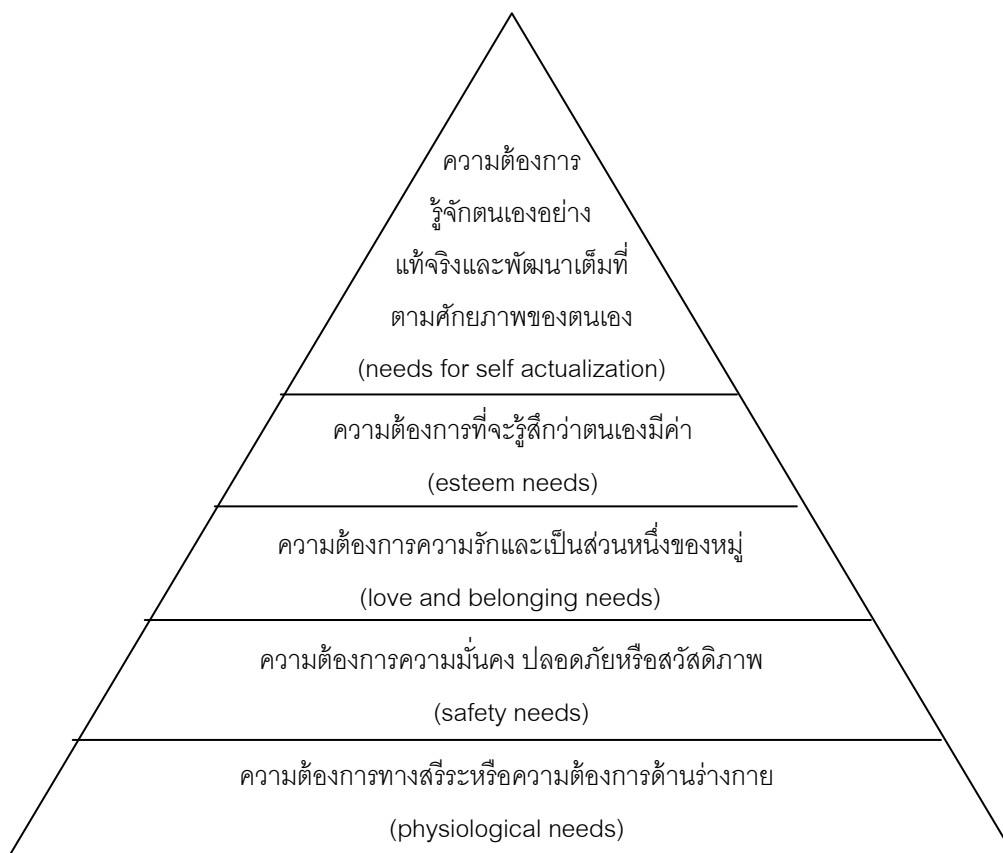 ความต้องการ
รู้จักตนเองอย่าง
แท้จริงและพัฒนาเต็มที่
ตามศักยภาพของตนเอง
(needs for self actualization)
ความต้องการที่จะรู้สึกว่าตนเองมีค่า
(esteem needs)
ความต้องการความรักและเป็นส่วนหนึ่งของหมู่
(love and belonging needs)
ความต้องการความมั่นคง ปลอดภัยหรือสวัสดิภาพ
(safety needs)
ความต้องการทางสรีระหรือความต้องการด้านร่างกาย
(physiological needs)